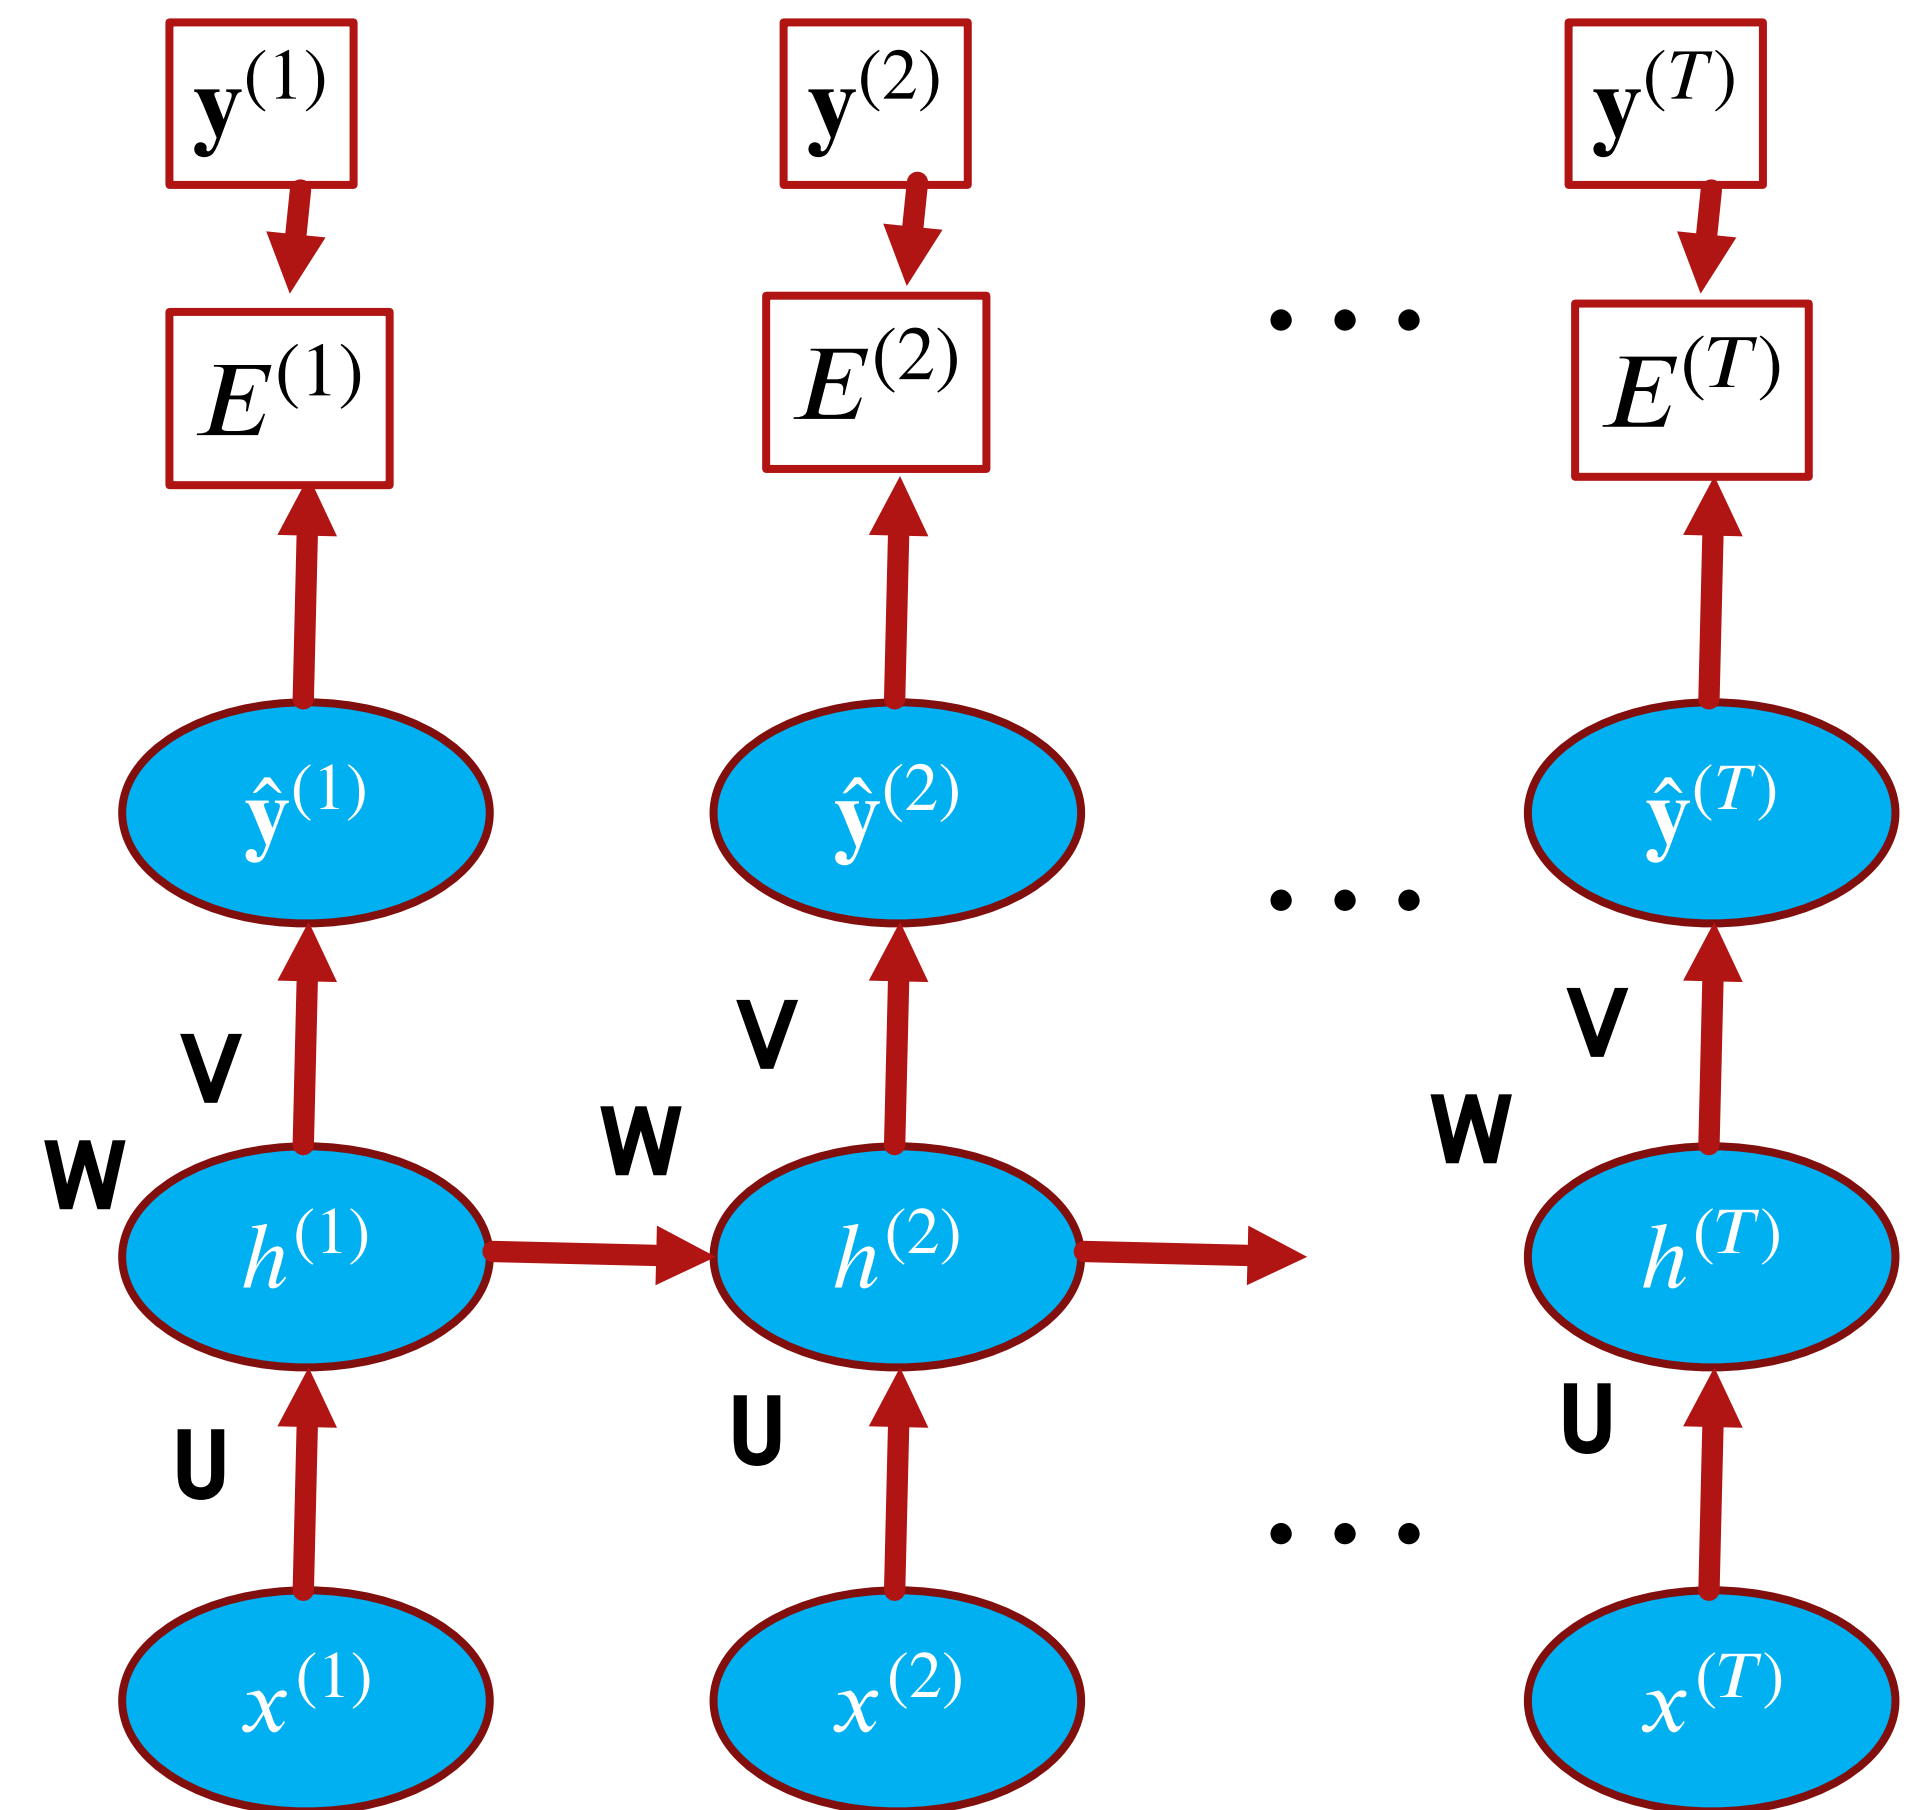 y^(1) y^(2) y^(T)
E^(1) E^(2) • • • E^(T)
ŷ^(1) ŷ^(2) • • • ŷ^(T)
V V V
W W W
h^(1) h^(2) h^(T)
U U U
• • •
x^(1) x^(2) x^(T)